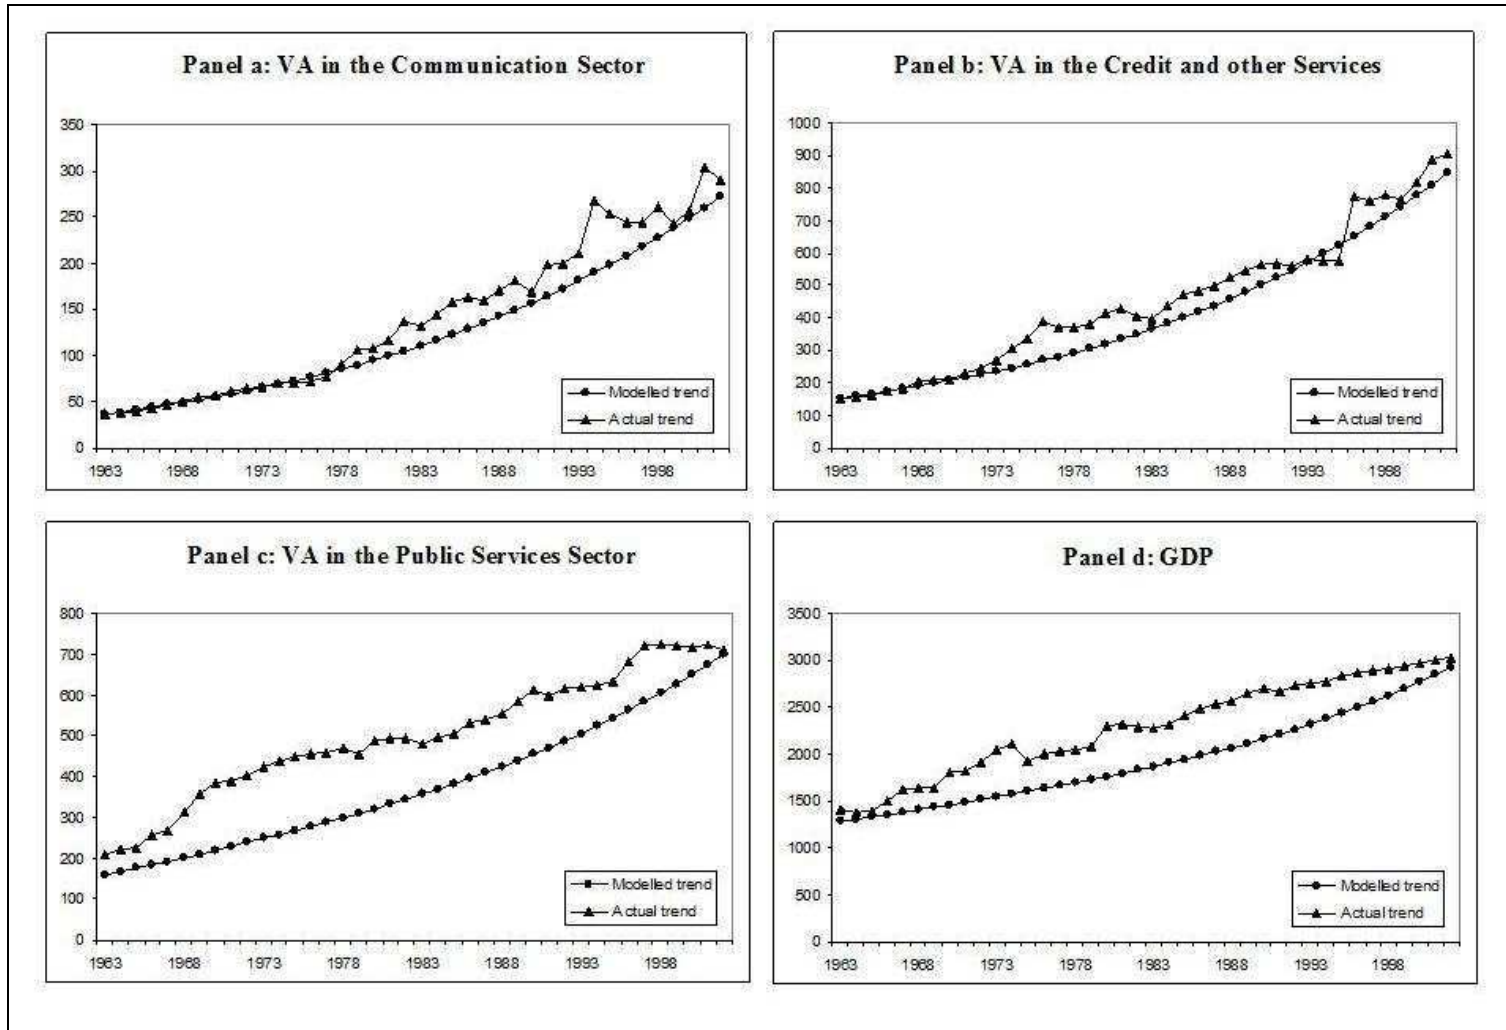 Panel a: VA in the Communication Sector
350
300
250
200
150
100
50
0
1963 1968 1973 1978 1983 1988 1993 1998
Modelled trend
Actual trend
Panel b: VA in the Credit and other Services
1000
900
800
700
600
500
400
300
200
100
0
1963 1968 1973 1978 1983 1988 1993 1998
Modelled trend
Actual trend
Panel c: VA in the Public Services Sector
800
700
600
500
400
300
200
100
0
1963 1968 1973 1978 1983 1988 1993 1998
Modelled trend
Actual trend
Panel d: GDP
3500
3000
2500
2000
1500
1000
500
0
1963 1968 1973 1978 1983 1988 1993 1998
Modelled trend
Actual trend